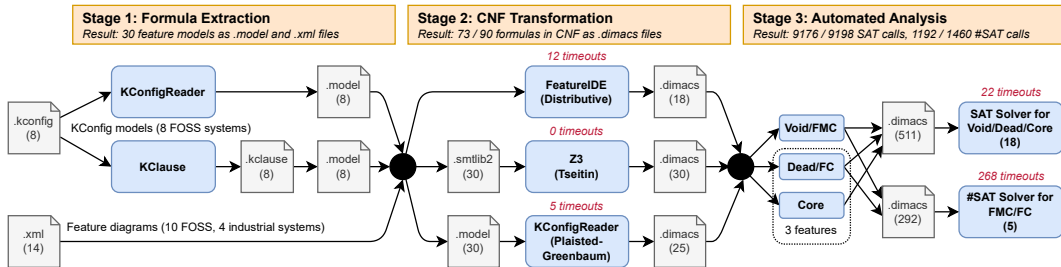 Stage 1: Formula Extraction
Result: 30 feature models as .model and .xml files
Stage 2: CNF Transformation
Result: 73 / 90 formulas in CNF as .dimacs files
Stage 3: Automated Analysis
Result: 9176 / 9198 SAT calls, 1192 / 1460 #SAT calls
.kconfig
(8)
KConfigReader
.model
(8)
KConfig models (8 FOSS systems)
KClause
.kclause
(8)
.model
(8)
.xml
(14)
Feature diagrams (10 FOSS, 4 industrial systems)
12 timeouts
FeatureIDE
(Distributive)
.dimacs
(18)
.smtlib2
(30)
0 timeouts
Z3
(Tseitin)
.dimacs
(30)
.model
(30)
5 timeouts
KConfigReader
(Plaisted-
Greenbaum)
.dimacs
(25)
Void/FMC
Dead/FC
Core
3 features
.dimacs
(511)
22 timeouts
SAT Solver for
Void/Dead/Core
(18)
.dimacs
(292)
268 timeouts
#SAT Solver for
FMC/FC
(5)